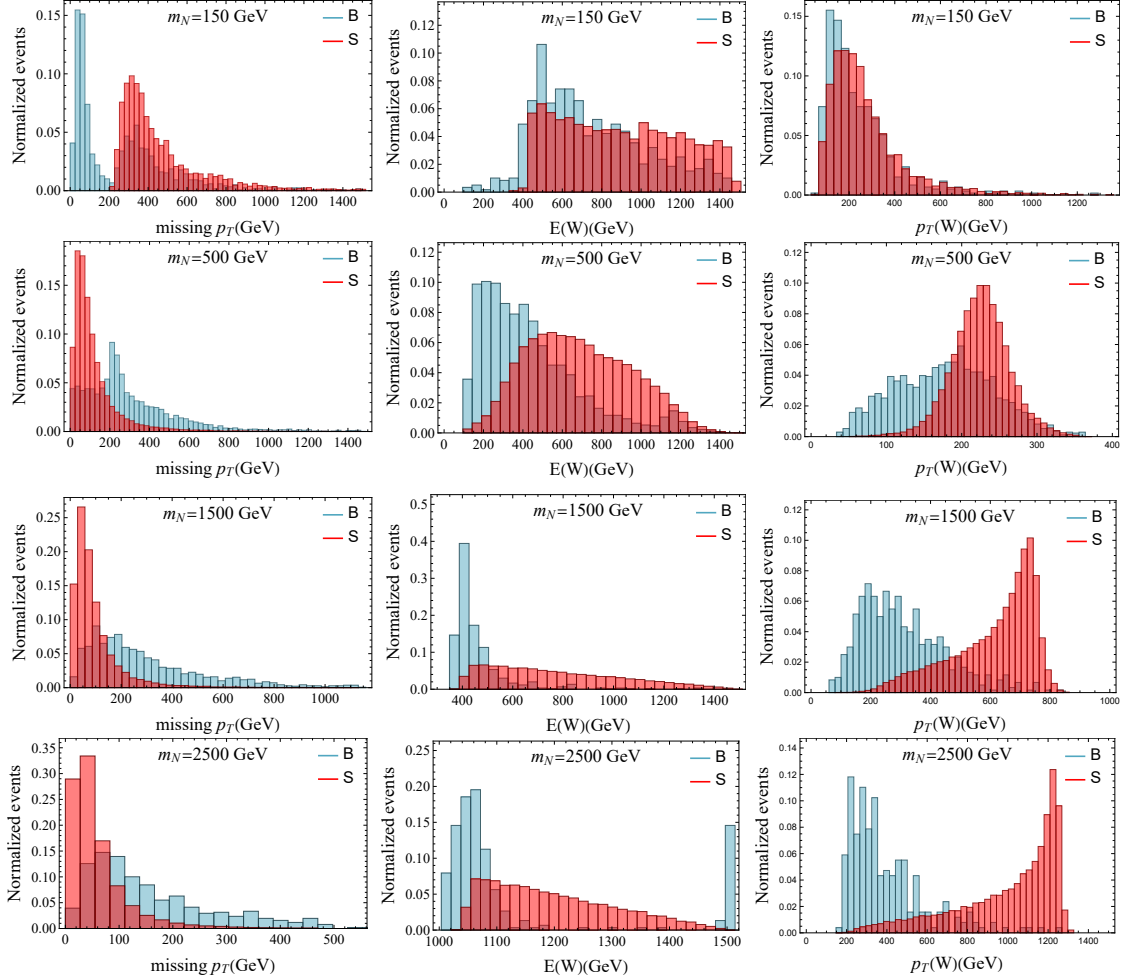 m_N=150 GeV
B
S
Normalized events
0.15
0.10
0.05
0.00
0 200 400 600 800 1000 1200 1400
missing p_T(GeV)
m_N=150 GeV
B
S
Normalized events
0.12
0.10
0.08
0.06
0.04
0.02
0.00
200 400 600 800 1000 1200 1400
E(W)(GeV)
m_N=150 GeV
B
S
Normalized events
0.15
0.10
0.05
0.00
200 400 600 800 1000 1200
p_T(W)(GeV)
m_N=500 GeV
B
S
Normalized events
0.15
0.10
0.05
0.00
0 200 400 600 800 1000 1200 1400
missing p_T(GeV)
m_N=500 GeV
B
S
Normalized events
0.12
0.10
0.08
0.06
0.04
0.02
0.00
0 200 400 600 800 1000 1200 1400
E(W)(GeV)
m_N=500 GeV
B
S
Normalized events
0.12
0.10
0.08
0.06
0.04
0.02
0.00
100 200 300 400
p_T(W)(GeV)
m_N=1500 GeV
B
S
Normalized events
0.25
0.20
0.15
0.10
0.05
0.00
0 200 400 600 800 1000
missing p_T(GeV)
m_N=1500 GeV
B
S
Normalized events
0.5
0.4
0.3
0.2
0.1
0.0
400 600 800 1000 1200 1400
E(W)(GeV)
m_N=1500 GeV
B
S
Normalized events
0.12
0.10
0.08
0.06
0.04
0.02
0.00
0 200 400 600 800 1000
p_T(W)(GeV)
m_N=2500 GeV
B
S
Normalized events
0.35
0.30
0.25
0.20
0.15
0.10
0.05
0.00
0 100 200 300 400 500
missing p_T(GeV)
m_N=2500 GeV
B
S
Normalized events
0.25
0.20
0.15
0.10
0.05
0.00
1000 1100 1200 1300 1400 1500
E(W)(GeV)
m_N=2500 GeV
B
S
Normalized events
0.14
0.12
0.10
0.08
0.06
0.04
0.02
0.00
0 200 400 600 800 1000 1200 1400
p_T(W)(GeV)